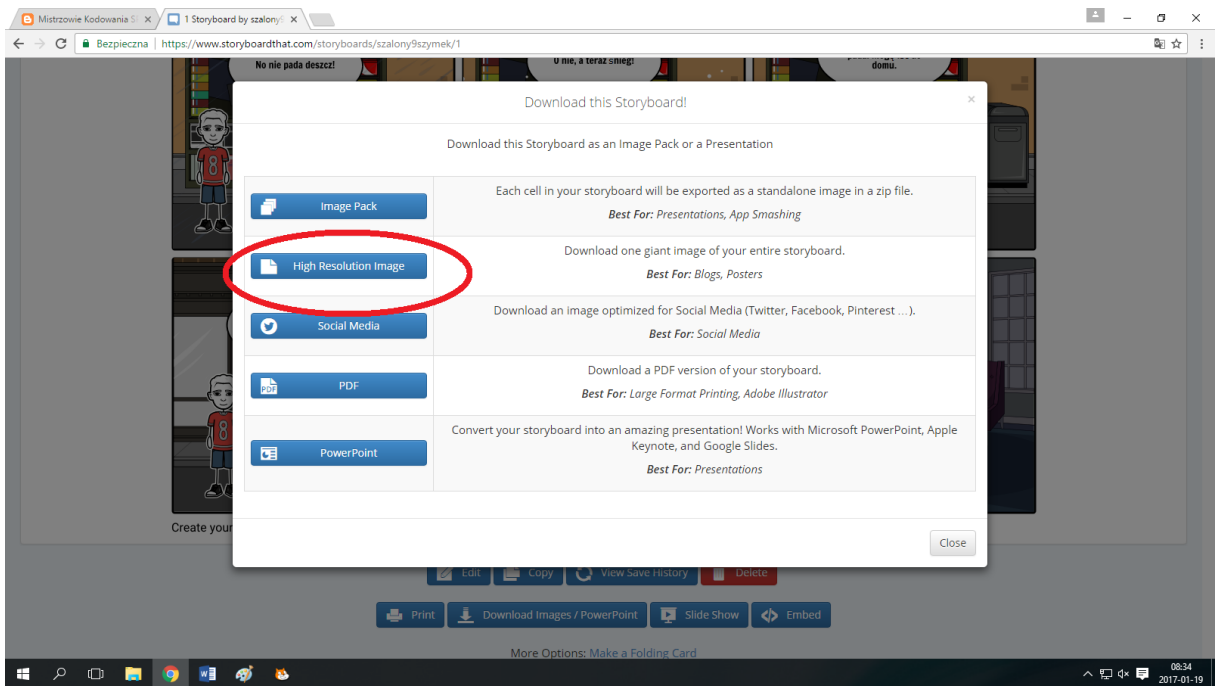 Mistrzowie Kodowania S
1 Storyboard by szalony9
Bezpieczna
https://www.storyboardthat.com/storyboards/szalony9szymek/1
No nie pada deszcz!
O nie, a teraz śnieg!
domu.
Download this Storyboard!
Download this Storyboard as an Image Pack or a Presentation
Image Pack
Each cell in your storyboard will be exported as a standalone image in a zip file.
Best For: Presentations, App Smashing
High Resolution Image
Download one giant image of your entire storyboard.
Best For: Blogs, Posters
Social Media
Download an image optimized for Social Media (Twitter, Facebook, Pinterest ...).
Best For: Social Media
PDF
PDF
Download a PDF version of your storyboard.
Best For: Large Format Printing, Adobe Illustrator
PowerPoint
Convert your storyboard into an amazing presentation! Works with Microsoft PowerPoint, Apple
Keynote, and Google Slides.
Best For: Presentations
8
8
Create your
Close
Edit
Copy
View Save History
Delete
Print
Download Images / PowerPoint
Slide Show
Embed
More Options: Make a Folding Card
08:34
2017-01-19